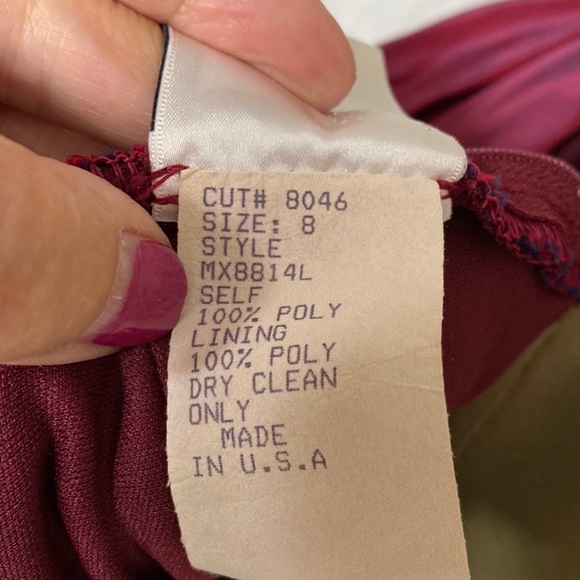 CUT# 8046
SIZE: 8
STYLE
MX8814L
SELF
100% POLY
LINING
100% POLY
DRY CLEAN
ONLY
MADE
IN U.S.A